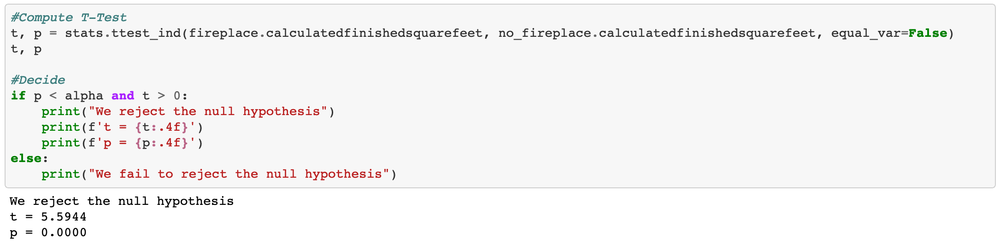 #Compute T-Test
t, p = stats.ttest_ind(fireplace.calculatedfinishedsquarefeet, no_fireplace.calculatedfinishedsquarefeet, equal_var=False)
t, p

#Decide
if p < alpha and t > 0:
    print("We reject the null hypothesis")
    print(f't = {t:.4f}')
    print(f'p = {p:.4f}')
else:
    print("We fail to reject the null hypothesis")
We reject the null hypothesis
t = 5.5944
p = 0.0000